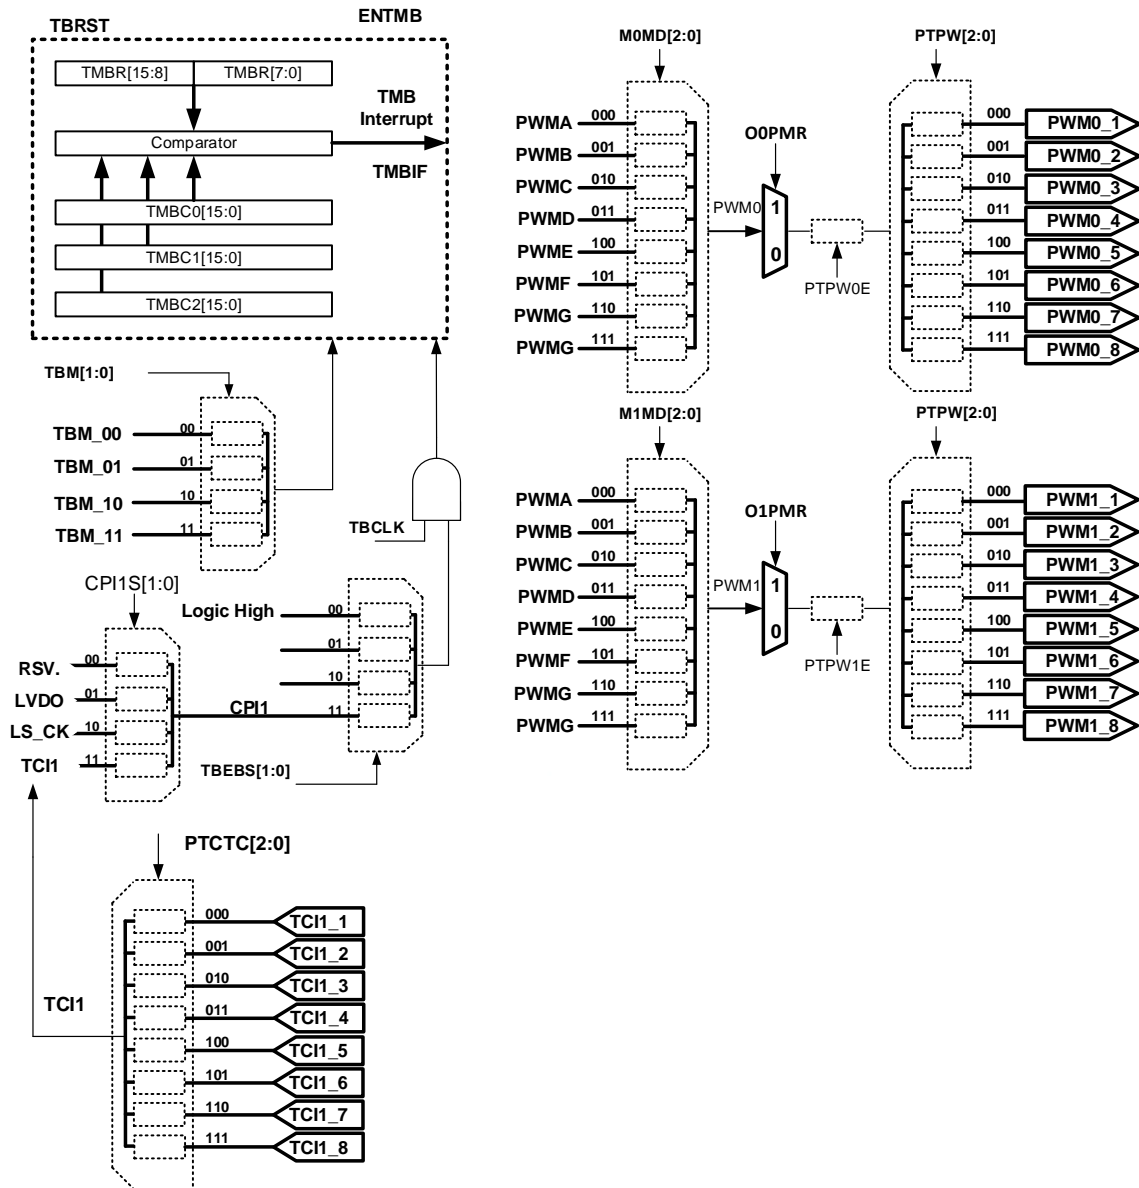 TBRST
ENTMB
TMBR[15:8]
TMBR[7:0]
TMB
Interrupt
Comparator
TMBIF
TMBC0[15:0]
TMBC1[15:0]
TMBC2[15:0]
TBM[1:0]
TBM_00
00
TBM_01
01
TBM_10
10
TBM_11
11
TBCLK
CPI1S[1:0]
Logic High
00
01
10
CPI1
11
RSV.
00
LVDO
01
LS_CK
10
TCI1
11
TBEBS[1:0]
PTCTC[2:0]
TCI1
000
TCI1_1
001
TCI1_2
010
TCI1_3
011
TCI1_4
100
TCI1_5
101
TCI1_6
110
TCI1_7
111
TCI1_8
M0MD[2:0]
PWMA
000
PWMB
001
PWMC
010
PWMD
011
PWME
100
PWMF
101
PWMG
110
PWMG
111
O0PMR
PWM0
1
0
PTPW0E
PTPW[2:0]
000
PWM0_1
001
PWM0_2
010
PWM0_3
011
PWM0_4
100
PWM0_5
101
PWM0_6
110
PWM0_7
111
PWM0_8
M1MD[2:0]
PWMA
000
PWMB
001
PWMC
010
PWMD
011
PWME
100
PWMF
101
PWMG
110
PWMG
111
O1PMR
PWM1
1
0
PTPW1E
PTPW[2:0]
000
PWM1_1
001
PWM1_2
010
PWM1_3
011
PWM1_4
100
PWM1_5
101
PWM1_6
110
PWM1_7
111
PWM1_8